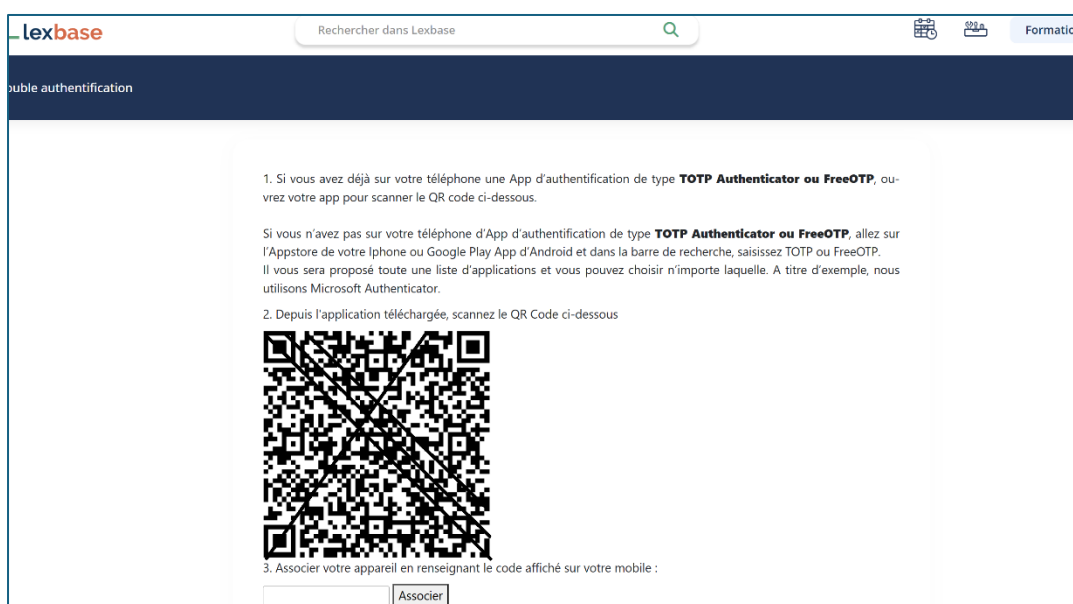 lexbase
Rechercher dans Lexbase
Formatio
ouble authentification
1. Si vous avez déjà sur votre téléphone une App d'authentification de type TOTP Authenticator ou FreeOTP, ou-
vrez votre app pour scanner le QR code ci-dessous.
Si vous n'avez pas sur votre téléphone d'App d'authentification de type TOTP Authenticator ou FreeOTP, allez sur
l'Appstore de votre Iphone ou Google Play App d'Android et dans la barre de recherche, saisissez TOTP ou FreeOTP.
Il vous sera proposé toute une liste d'applications et vous pouvez choisir n'importe laquelle. A titre d'exemple, nous
utilisons Microsoft Authenticator.
2. Depuis l'application téléchargée, scannez le QR Code ci-dessous
3. Associer votre appareil en renseignant le code affiché sur votre mobile :
Associer